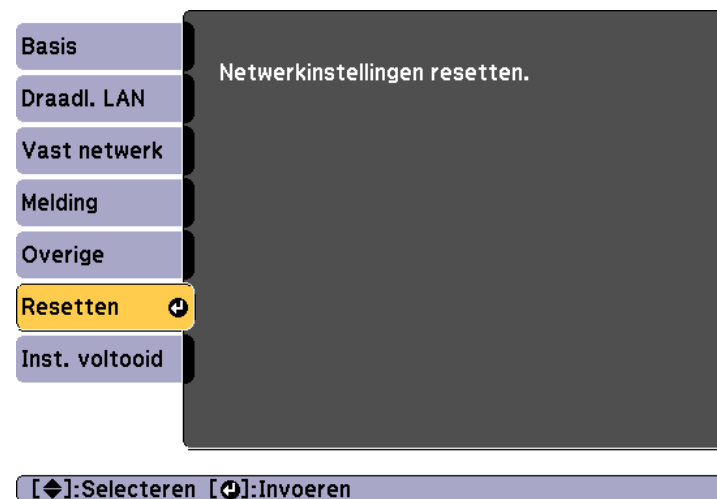 Basis
Draadl. LAN
Vast netwerk
Melding
Overige
Resetten
Inst. voltooid
Netwerkinstellingen resetten.
[◆]:Selecteren [⏎]:Invoeren